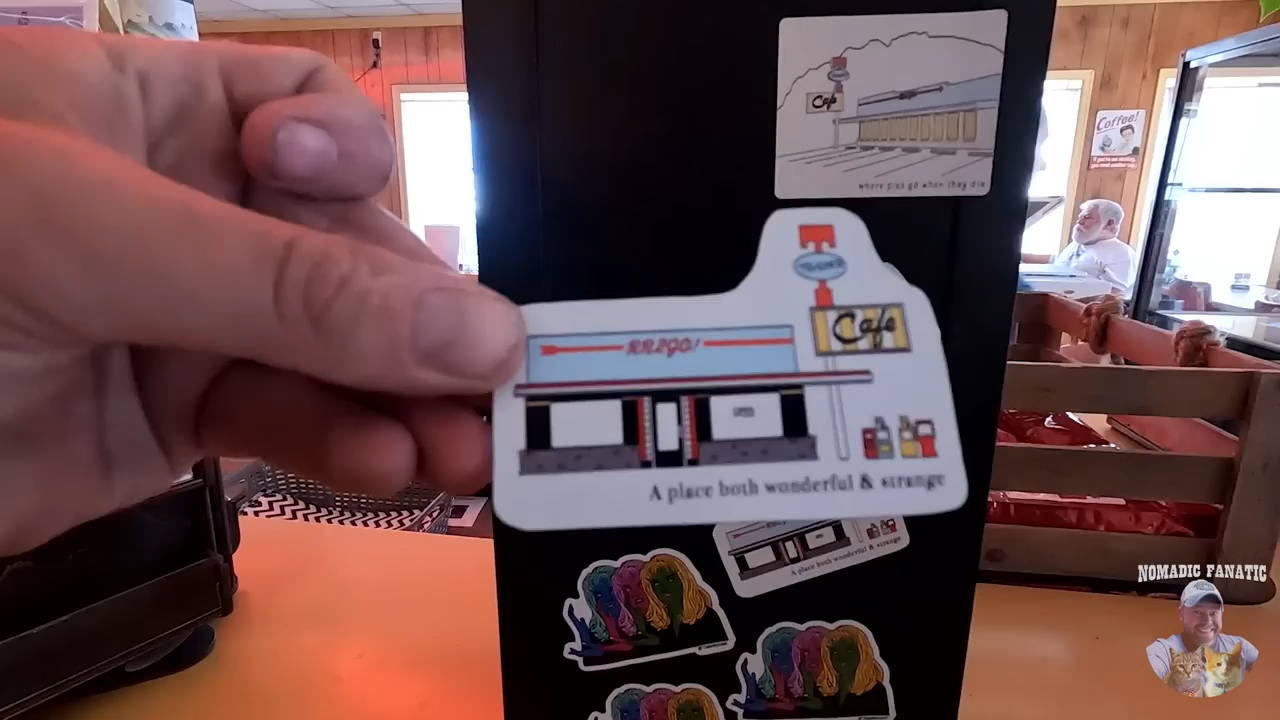 Cafe
where pies go when they die
Coffee!
RR2GO!
Cafe
A place both wonderful & strange
A place both wonderful & strange
NOMADIC FANATIC